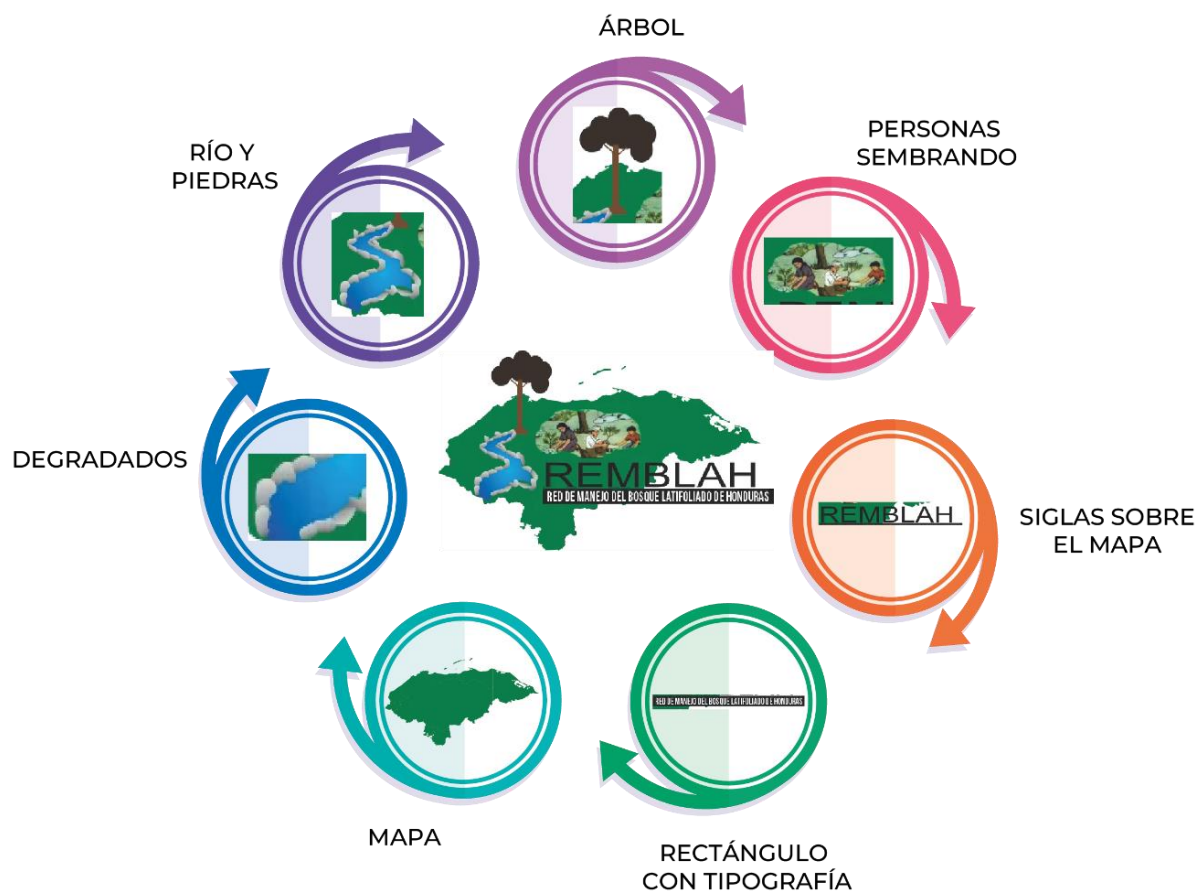 ÁRBOL
PERSONAS
SEMBRANDO
RÍO Y
PIEDRAS
DEGRADADOS
REMBLAH
RED DE MANEJO DEL BOSQUE LATIFOLIADO DE HONDURAS
REMBLAH
SIGLAS SOBRE
EL MAPA
RED DE MANEJO DEL BOSQUE LATIFOLIADO DE HONDURAS
MAPA
RECTÁNGULO
CON TIPOGRAFÍA